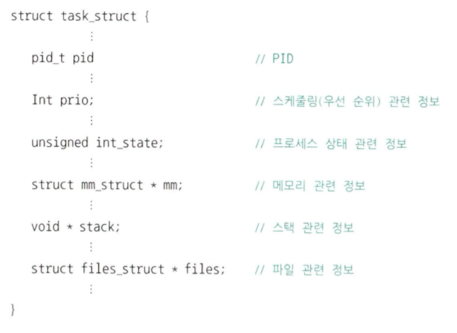 struct task_struct {
⋮
pid_t pid // PID
⋮
Int prio; // 스케줄링(우선 순위) 관련 정보
⋮
unsigned int_state; // 프로세스 상태 관련 정보
⋮
struct mm_struct * mm; // 메모리 관련 정보
⋮
void * stack; // 스택 관련 정보
⋮
struct files_struct * files; // 파일 관련 정보
⋮
}